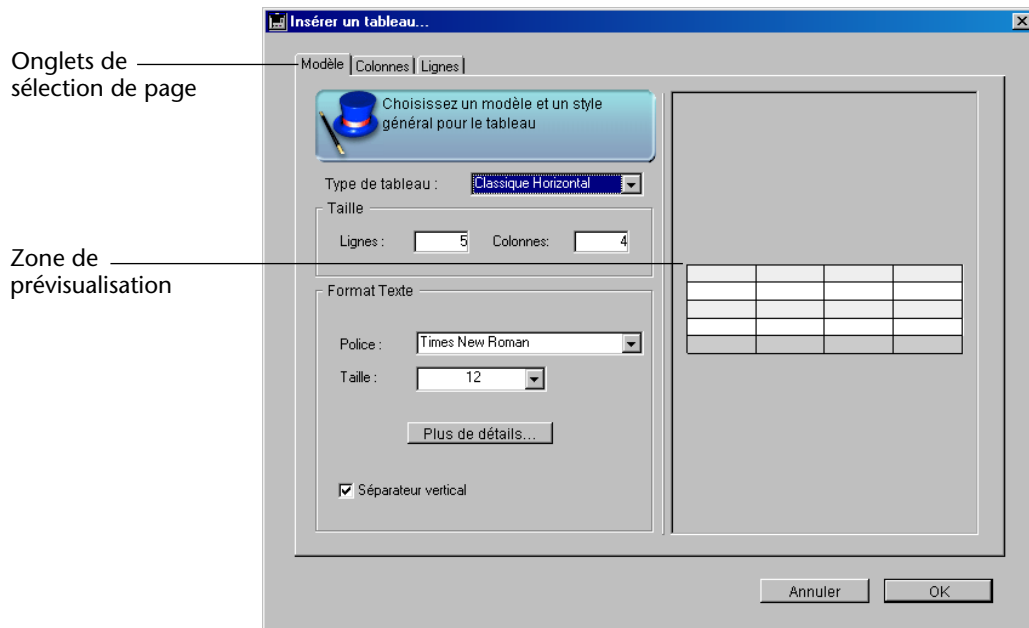 Insérer un tableau...
Onglets de
sélection de page
Modèle
Colonnes
Lignes
Choisissez un modèle et un style
général pour le tableau
Type de tableau :
Classique Horizontal
Taille
Lignes :
5
Colonnes:
4
Zone de
prévisualisation
Format Texte
Police :
Times New Roman
Taille :
12
Plus de détails...
Séparateur vertical
Annuler
OK